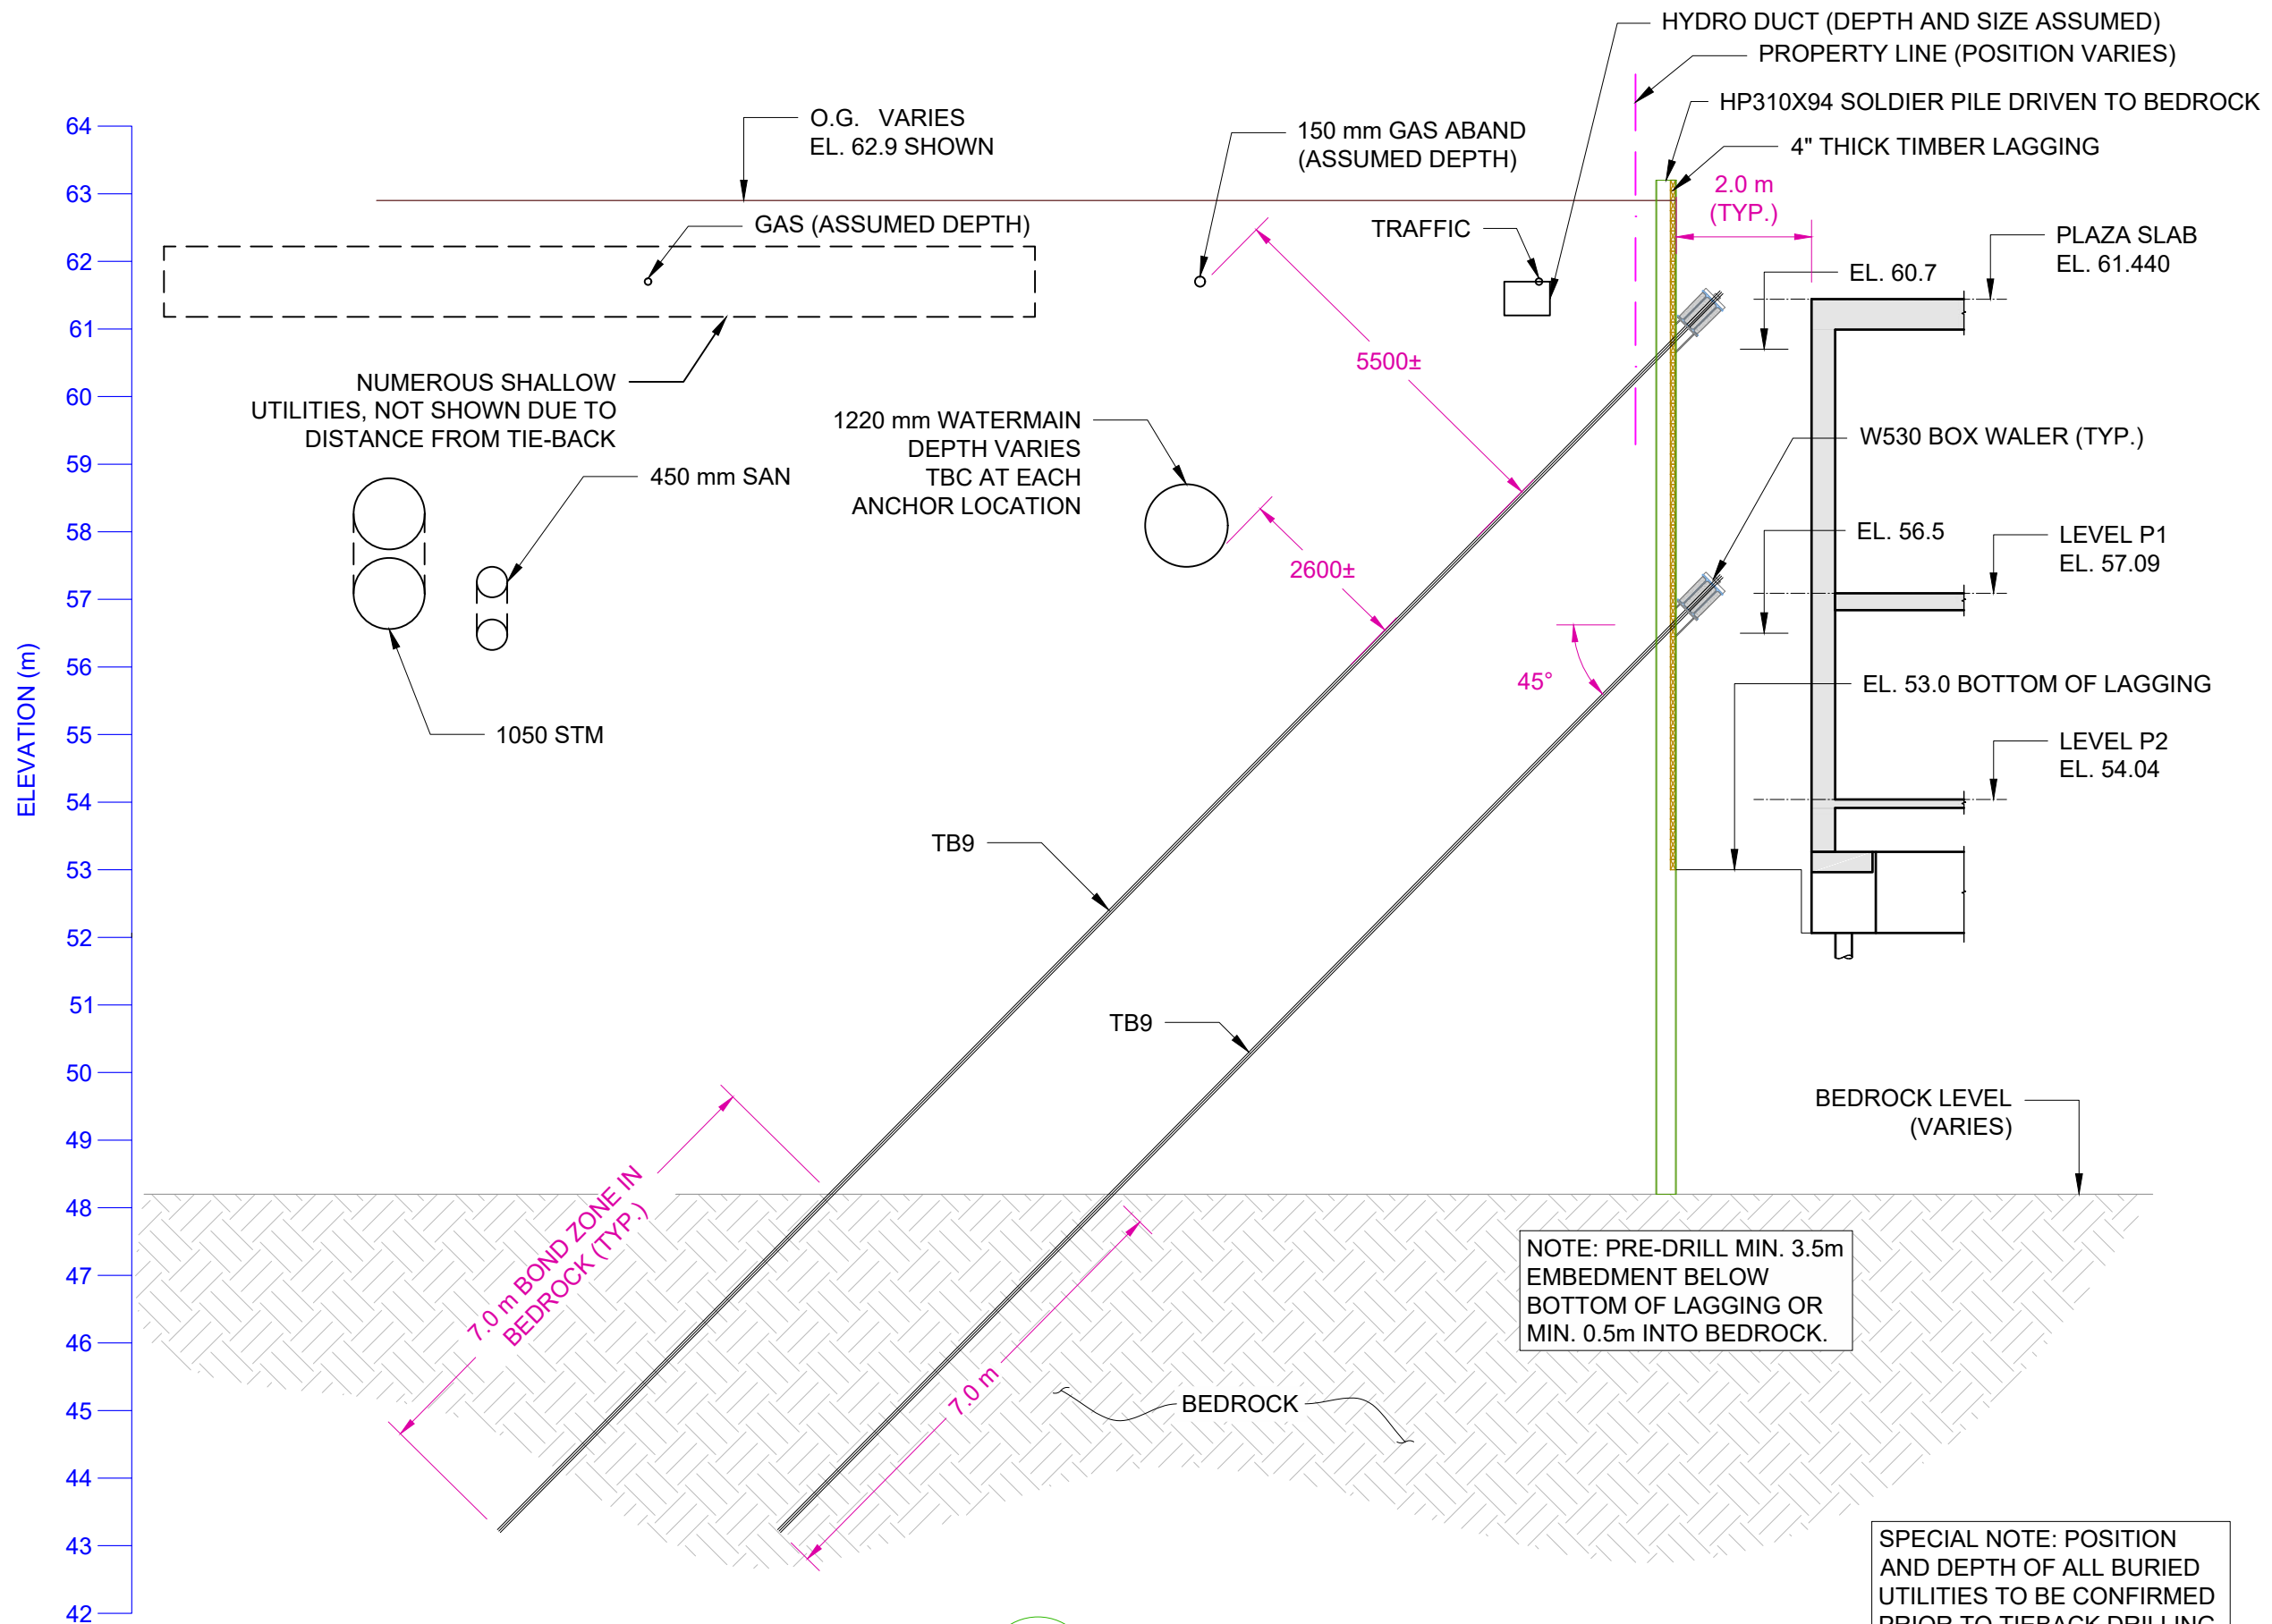 HYDRO DUCT (DEPTH AND SIZE ASSUMED)
PROPERTY LINE (POSITION VARIES)
HP310X94 SOLDIER PILE DRIVEN TO BEDROCK
4" THICK TIMBER LAGGING
2.0 m
(TYP.)
O.G. VARIES
EL. 62.9 SHOWN
150 mm GAS ABAND
(ASSUMED DEPTH)
GAS (ASSUMED DEPTH)
TRAFFIC
PLAZA SLAB
EL. 61.440
EL. 60.7
5500±
NUMEROUS SHALLOW
UTILITIES, NOT SHOWN DUE TO
DISTANCE FROM TIE-BACK
1220 mm WATERMAIN
DEPTH VARIES
TBC AT EACH
ANCHOR LOCATION
W530 BOX WALER (TYP.)
450 mm SAN
2600±
EL. 56.5
LEVEL P1
EL. 57.09
45°
EL. 53.0 BOTTOM OF LAGGING
1050 STM
LEVEL P2
EL. 54.04
TB9
TB9
BEDROCK LEVEL
(VARIES)
7.0 m BOND ZONE IN
BEDROCK (TYP.)
7.0 m
NOTE: PRE-DRILL MIN. 3.5m
EMBEDMENT BELOW
BOTTOM OF LAGGING OR
MIN. 0.5m INTO BEDROCK.
BEDROCK
SPECIAL NOTE: POSITION
AND DEPTH OF ALL BURIED
UTILITIES TO BE CONFIRMED
PRIOR TO TIEBACK DRILLING
ELEVATION (m)
64
63
62
61
60
59
58
57
56
55
54
53
52
51
50
49
48
47
46
45
44
43
42